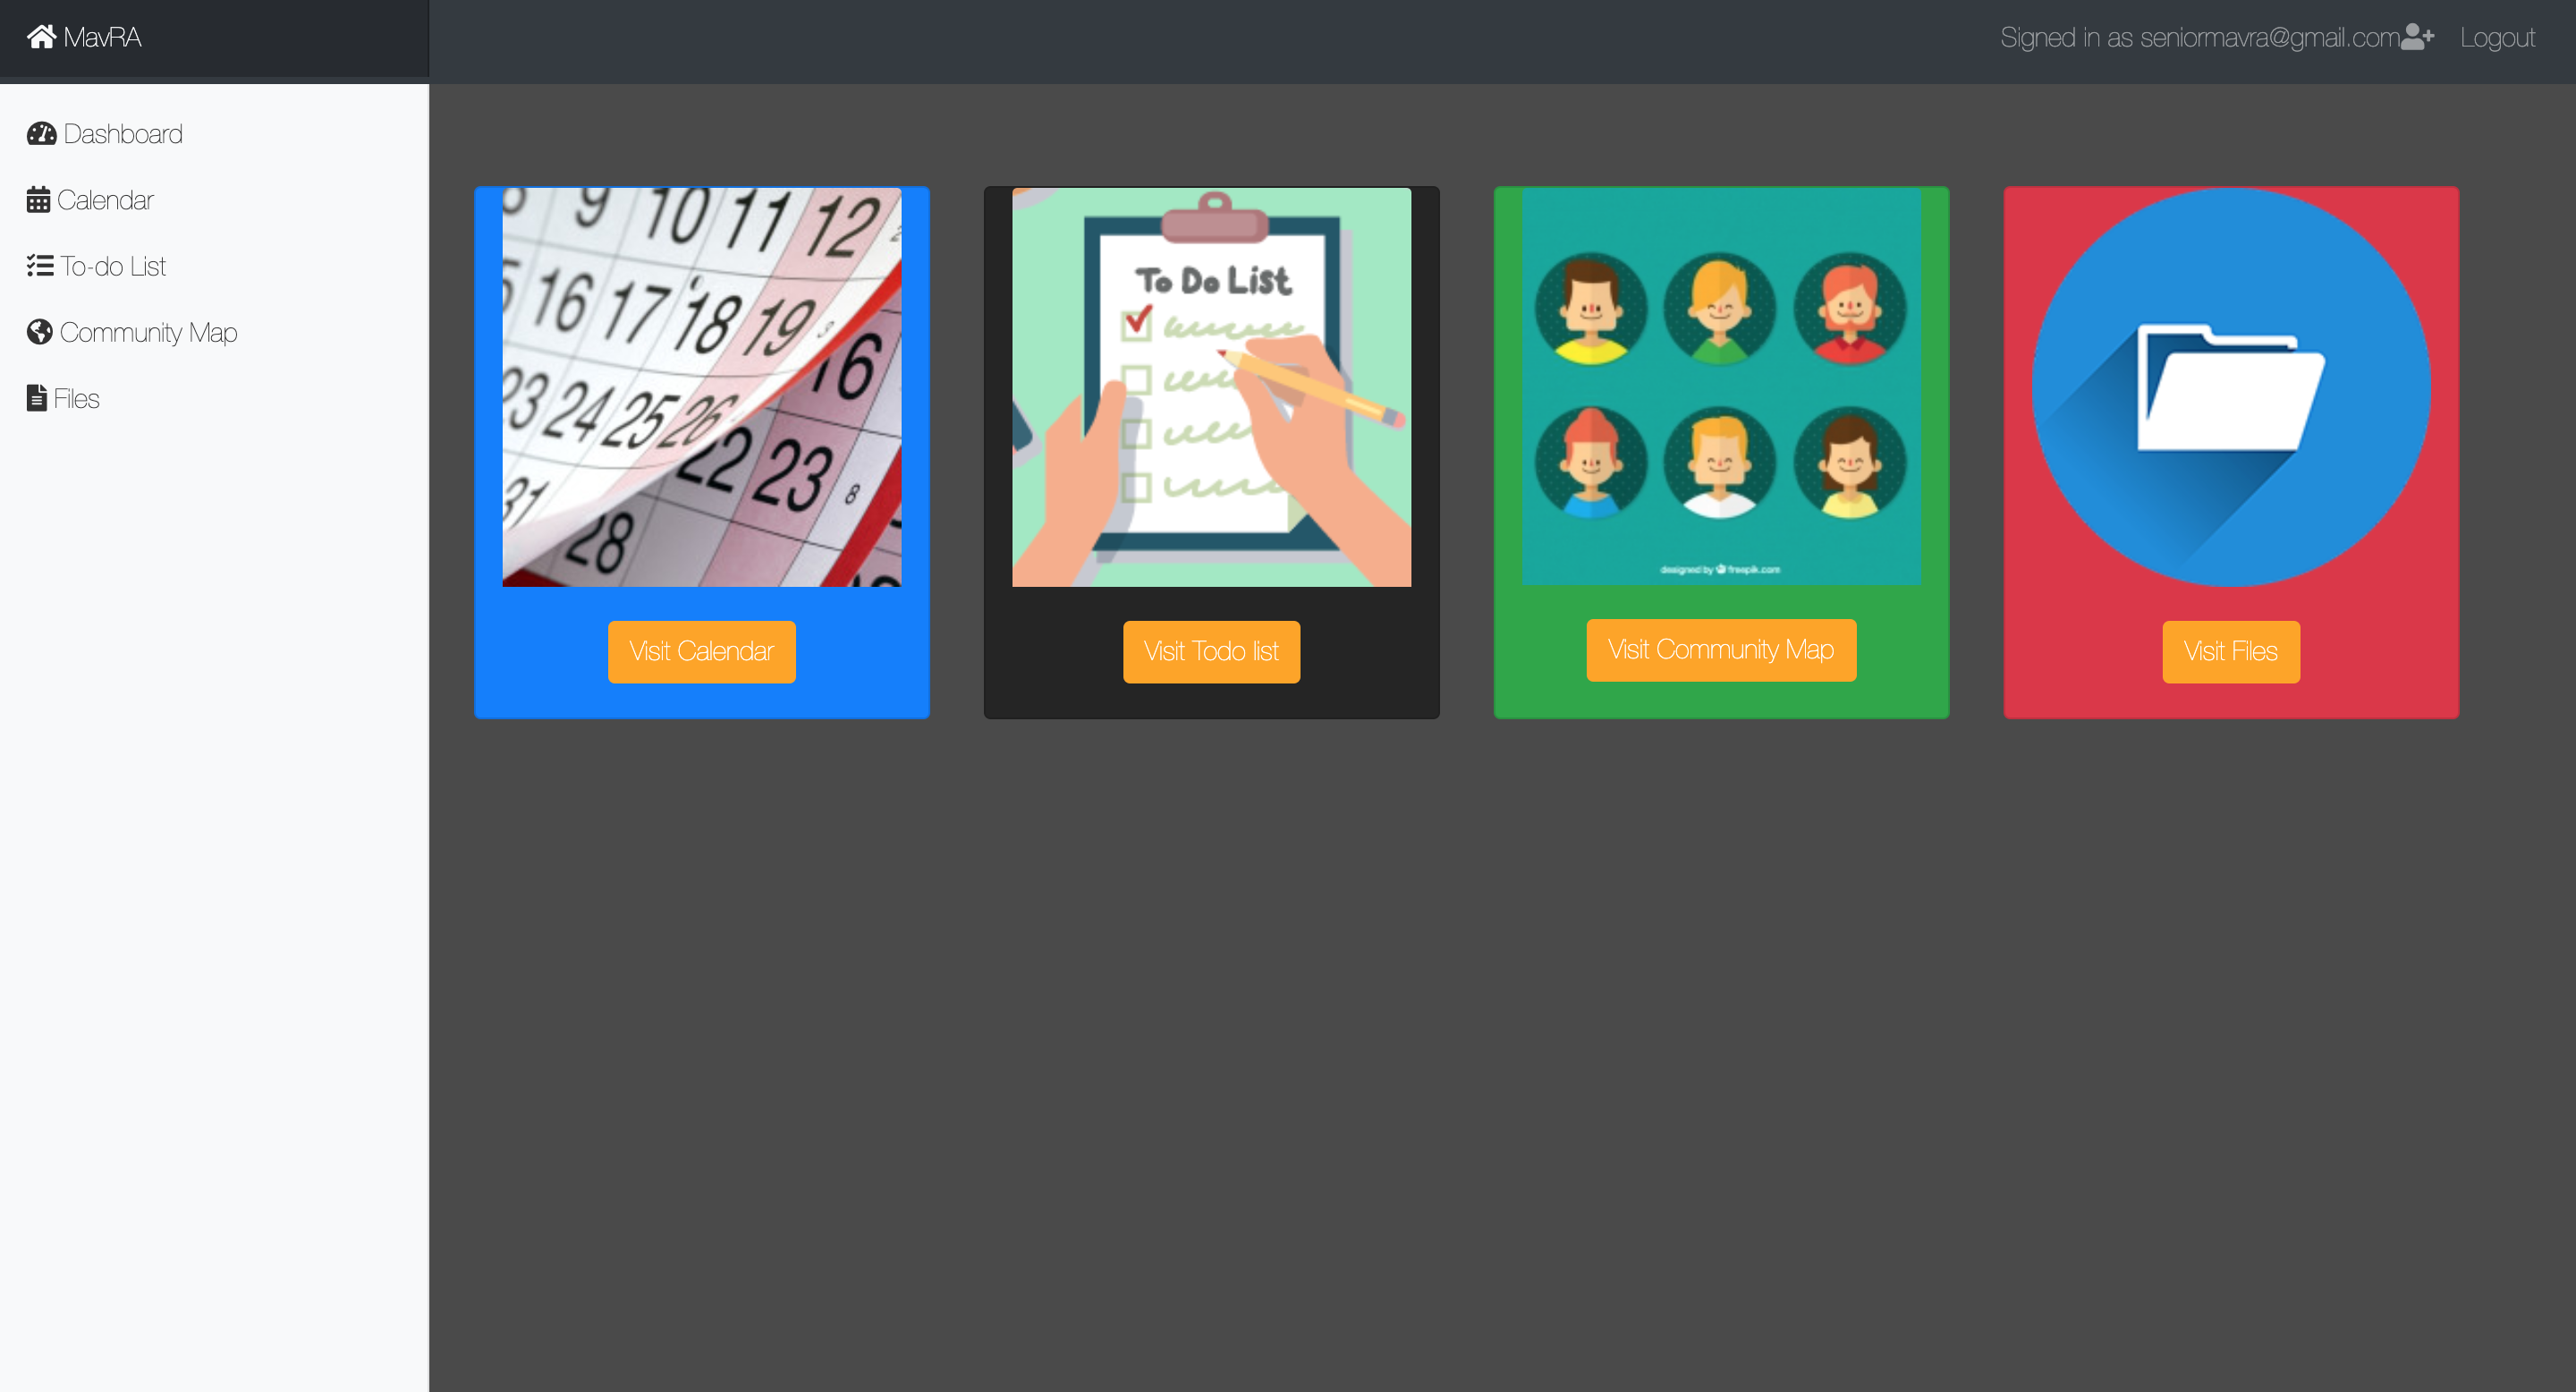 MavRA
Signed in as seniormavra@gmail.com
Logout
Dashboard
Calendar
To-do List
Community Map
Files
9 10 11 12
16 17 18 19 9
16
23 24 25 26
22 23 8
31
28
To Do List
designed by freepik.com
Visit Calendar
Visit Todo list
Visit Community Map
Visit Files